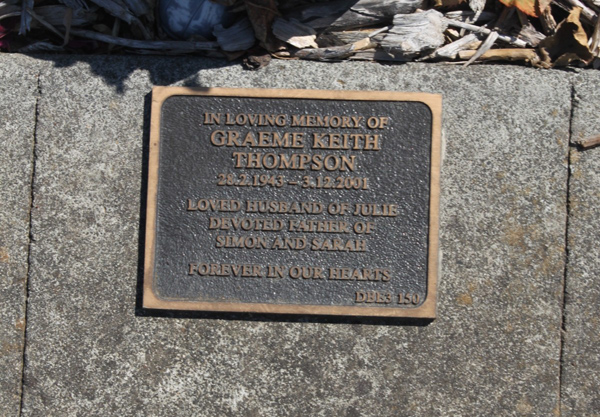 IN LOVING MEMORY OF
GRAEME KEITH
THOMPSON
28.2.1943 – 3.12.2001
LOVED HUSBAND OF JULIE
DEVOTED FATHER OF
SIMON AND SARAH
FOREVER IN OUR HEARTS
150